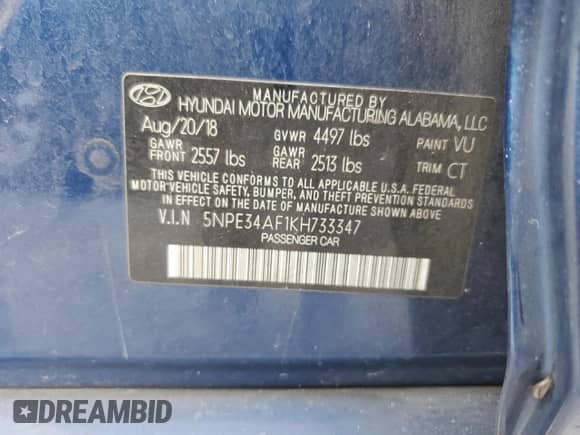 MANUFACTURED BY
HYUNDAI MOTOR MANUFACTURING ALABAMA, LLC
Aug/20/18 GVWR 4497 lbs PAINT VU
GAWR FRONT 2557 lbs GAWR REAR 2513 lbs TRIM CT
THIS VEHICLE CONFORMS TO ALL APPLICABLE U.S.A. FEDERAL
MOTOR VEHICLE SAFETY, BUMPER, AND THEFT PREVENTION STANDARDS
IN EFFECT ON THE DATE OF MANUFACTURE SHOWN ABOVE.
V.I.N 5NPE34AF1KH733347
PASSENGER CAR
DREAMBID